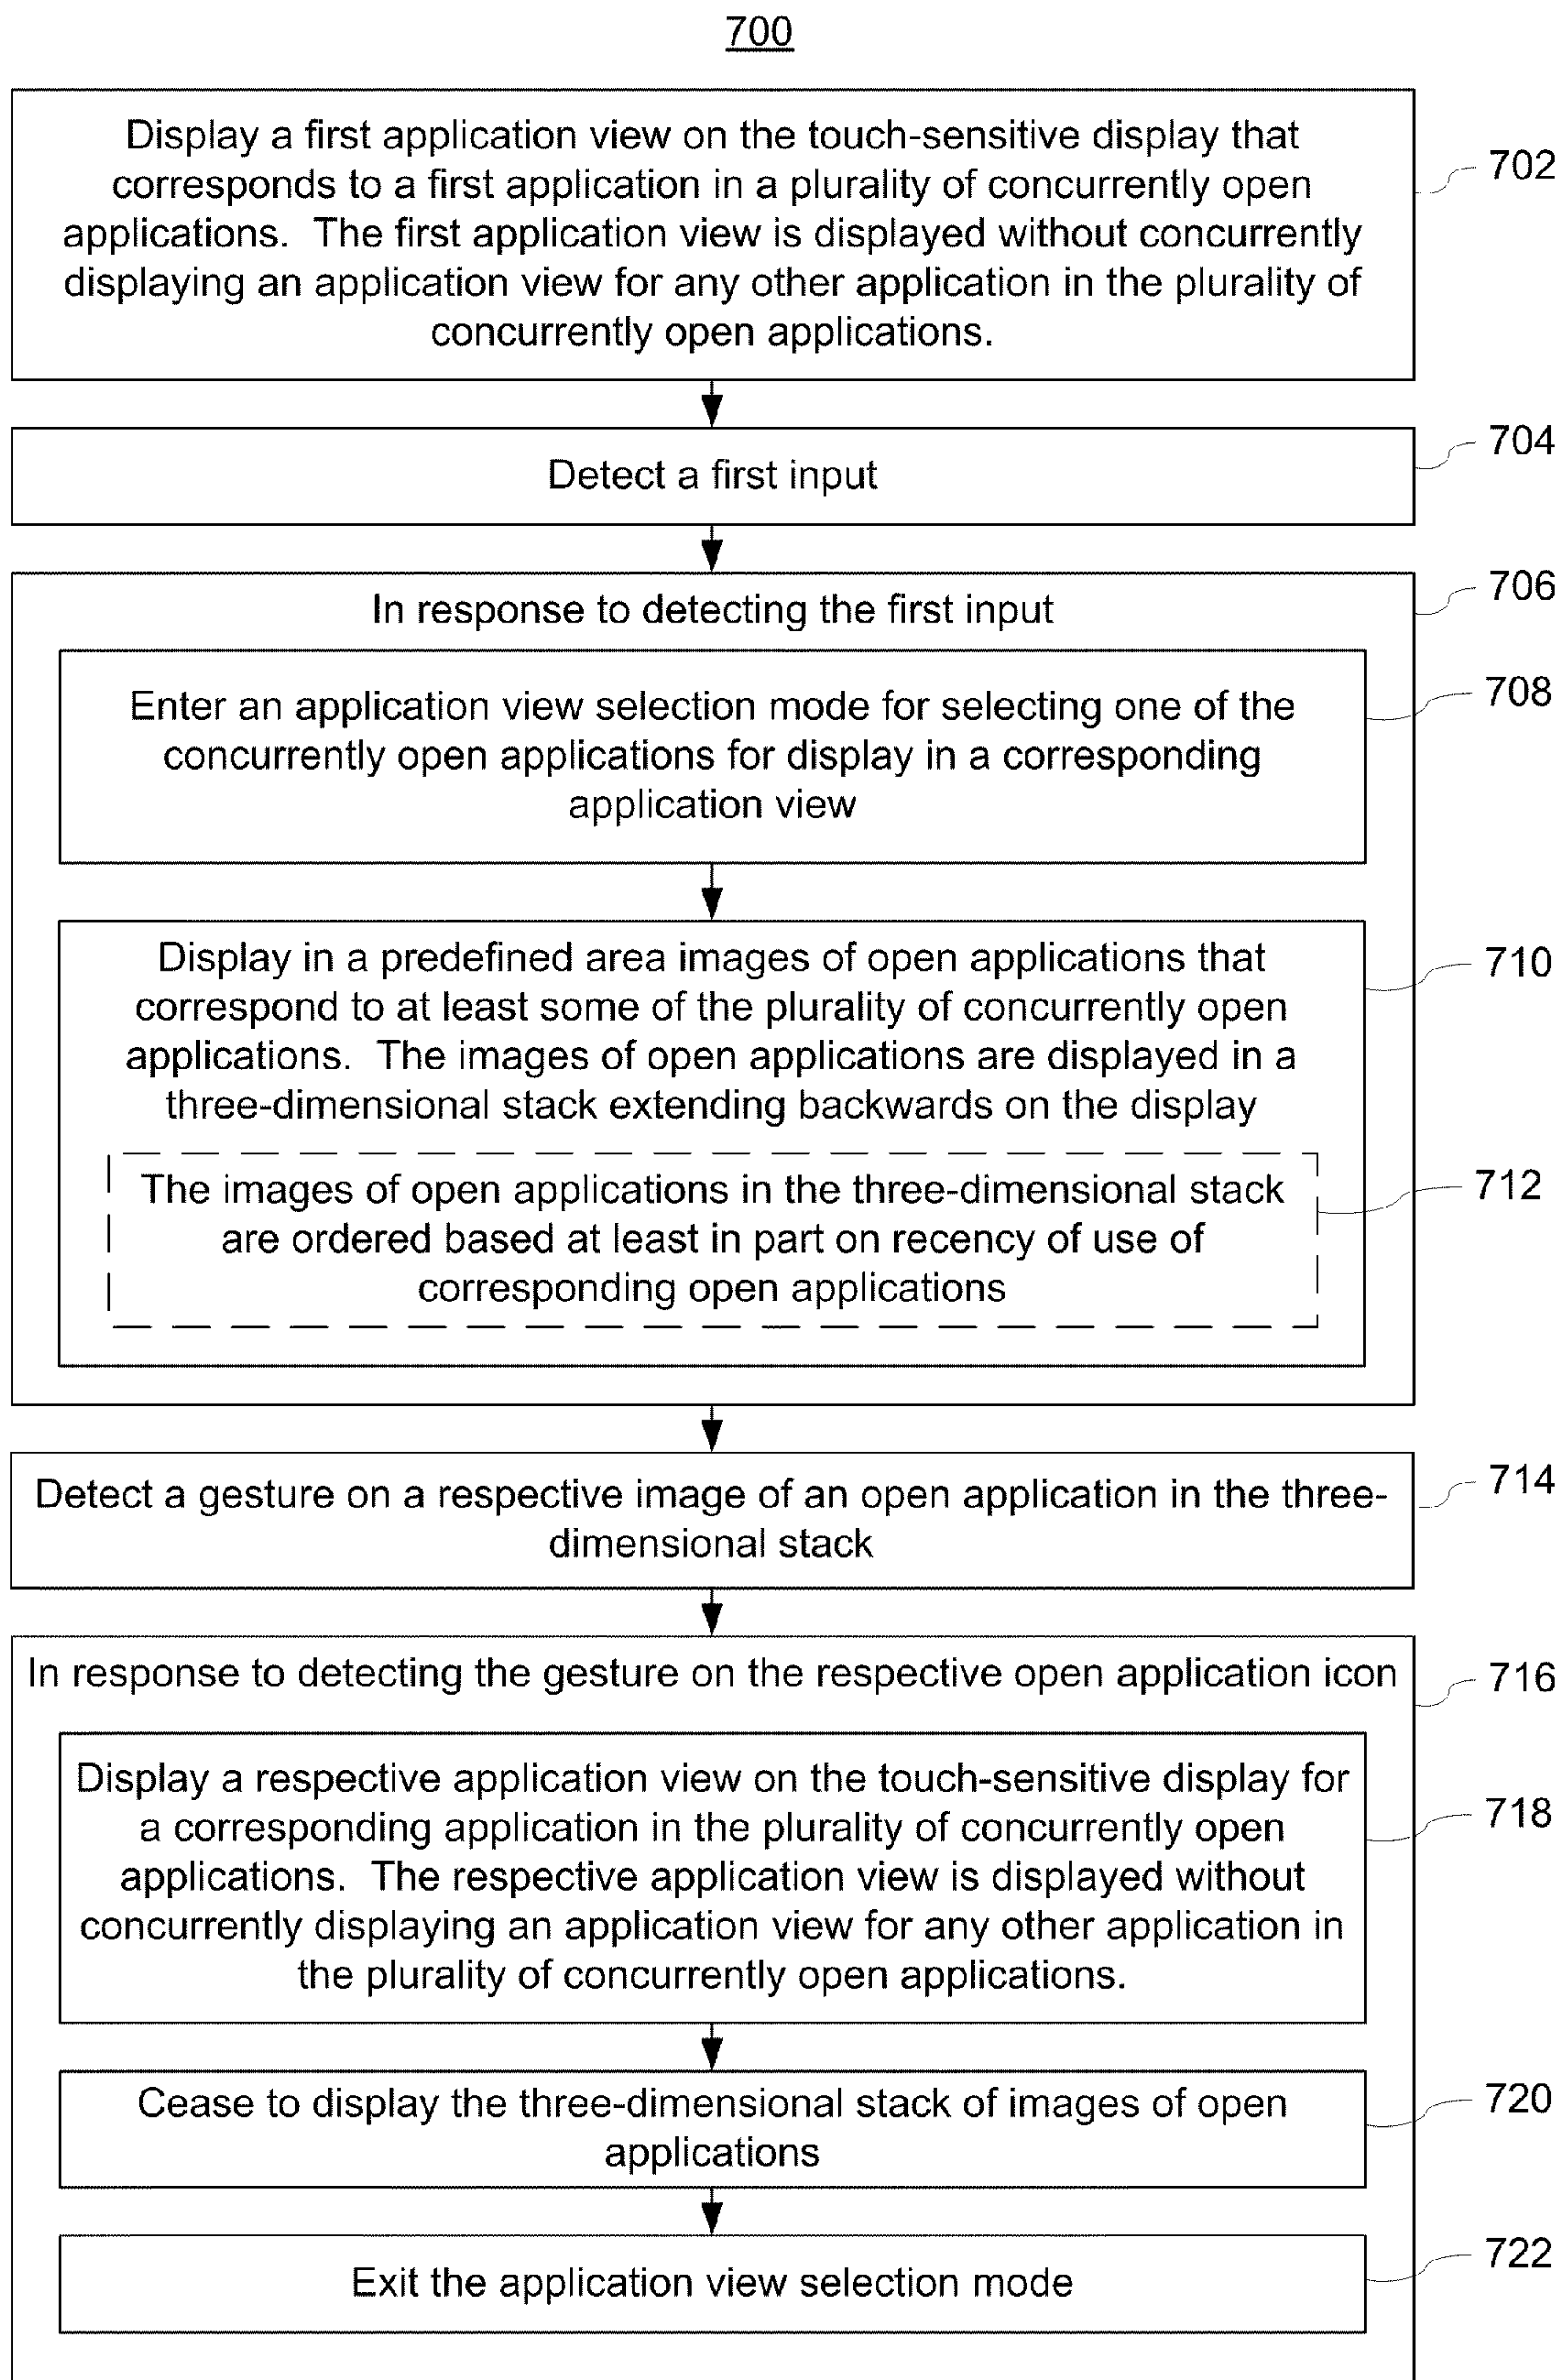 700
Display a first application view on the touch-sensitive display that
corresponds to a first application in a plurality of concurrently open
applications.  The first application view is displayed without concurrently
displaying an application view for any other application in the plurality of
concurrently open applications.
702
Detect a first input
704
In response to detecting the first input
706
Enter an application view selection mode for selecting one of the
concurrently open applications for display in a corresponding
application view
708
Display in a predefined area images of open applications that
correspond to at least some of the plurality of concurrently open
applications.  The images of open applications are displayed in a
three-dimensional stack extending backwards on the display
710
The images of open applications in the three-dimensional stack
are ordered based at least in part on recency of use of
corresponding open applications
712
Detect a gesture on a respective image of an open application in the three-
dimensional stack
714
In response to detecting the gesture on the respective open application icon
716
Display a respective application view on the touch-sensitive display for
a corresponding application in the plurality of concurrently open
applications.  The respective application view is displayed without
concurrently displaying an application view for any other application in
the plurality of concurrently open applications.
718
Cease to display the three-dimensional stack of images of open
applications
720
Exit the application view selection mode
722